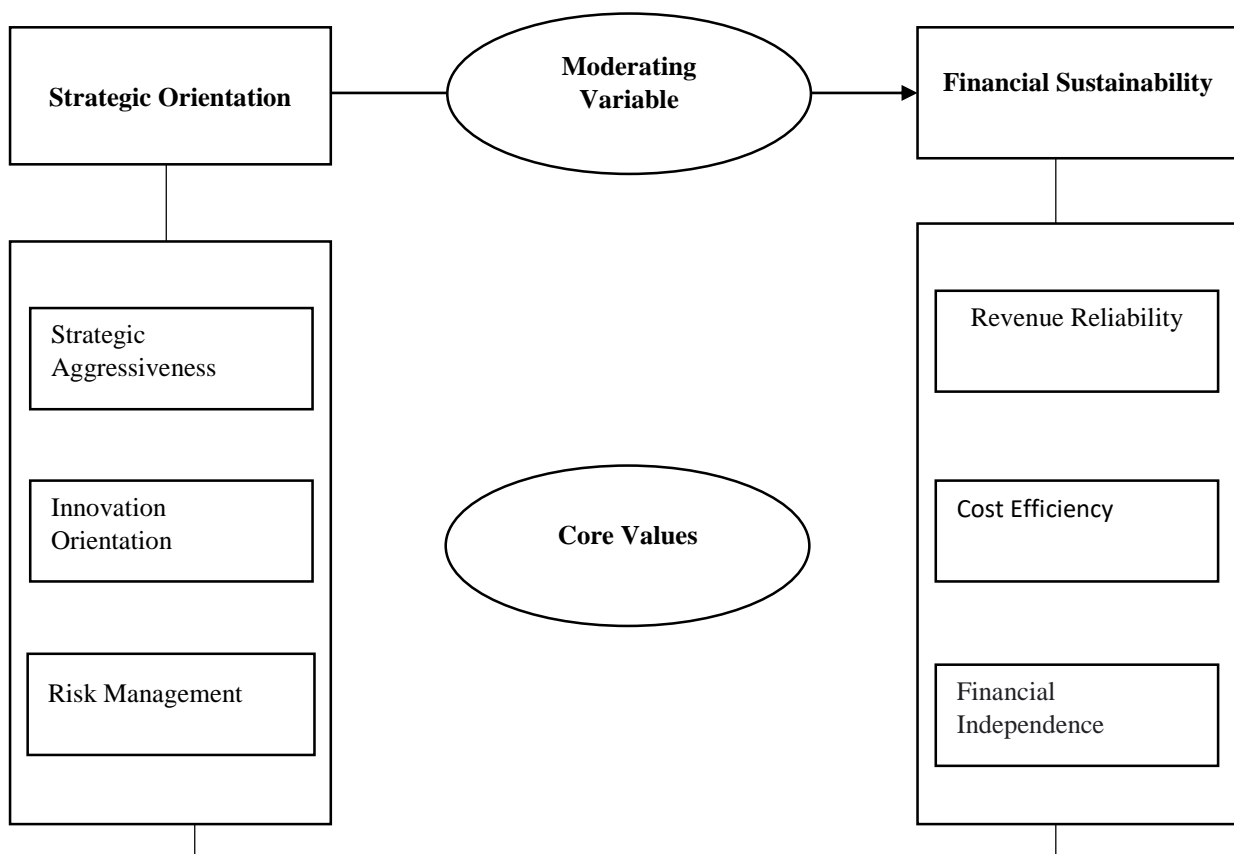 Strategic Orientation
Moderating
Variable
Financial Sustainability
Strategic
Aggressiveness
Innovation
Orientation
Risk Management
Core Values
Revenue Reliability
Cost Efficiency
Financial
Independence